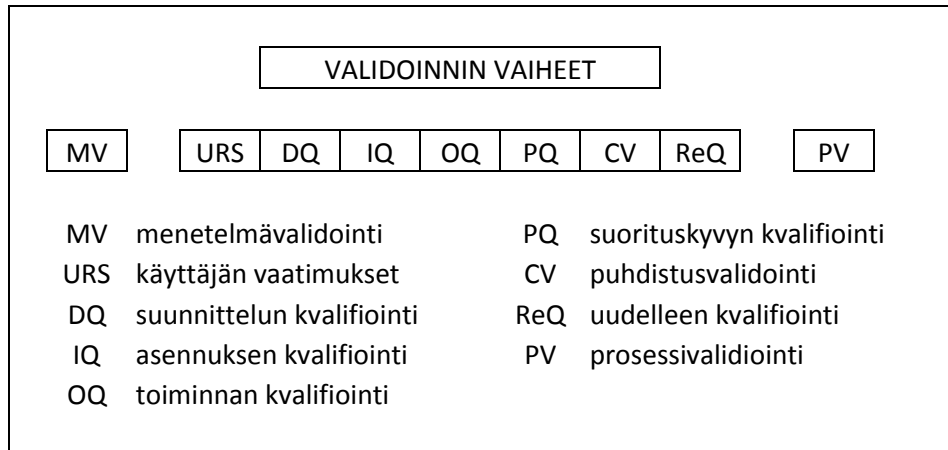 VALIDOINNIN VAIHEET
MV URS DQ IQ OQ PQ CV ReQ PV
MV menetelmävalidointi
URS käyttäjän vaatimukset
DQ suunnittelun kvalifiointi
IQ asennuksen kvalifiointi
OQ toiminnan kvalifiointi
PQ suorituskyvyn kvalifiointi
CV puhdistusvalidointi
ReQ uudelleen kvalifiointi
PV prosessivalidiointi